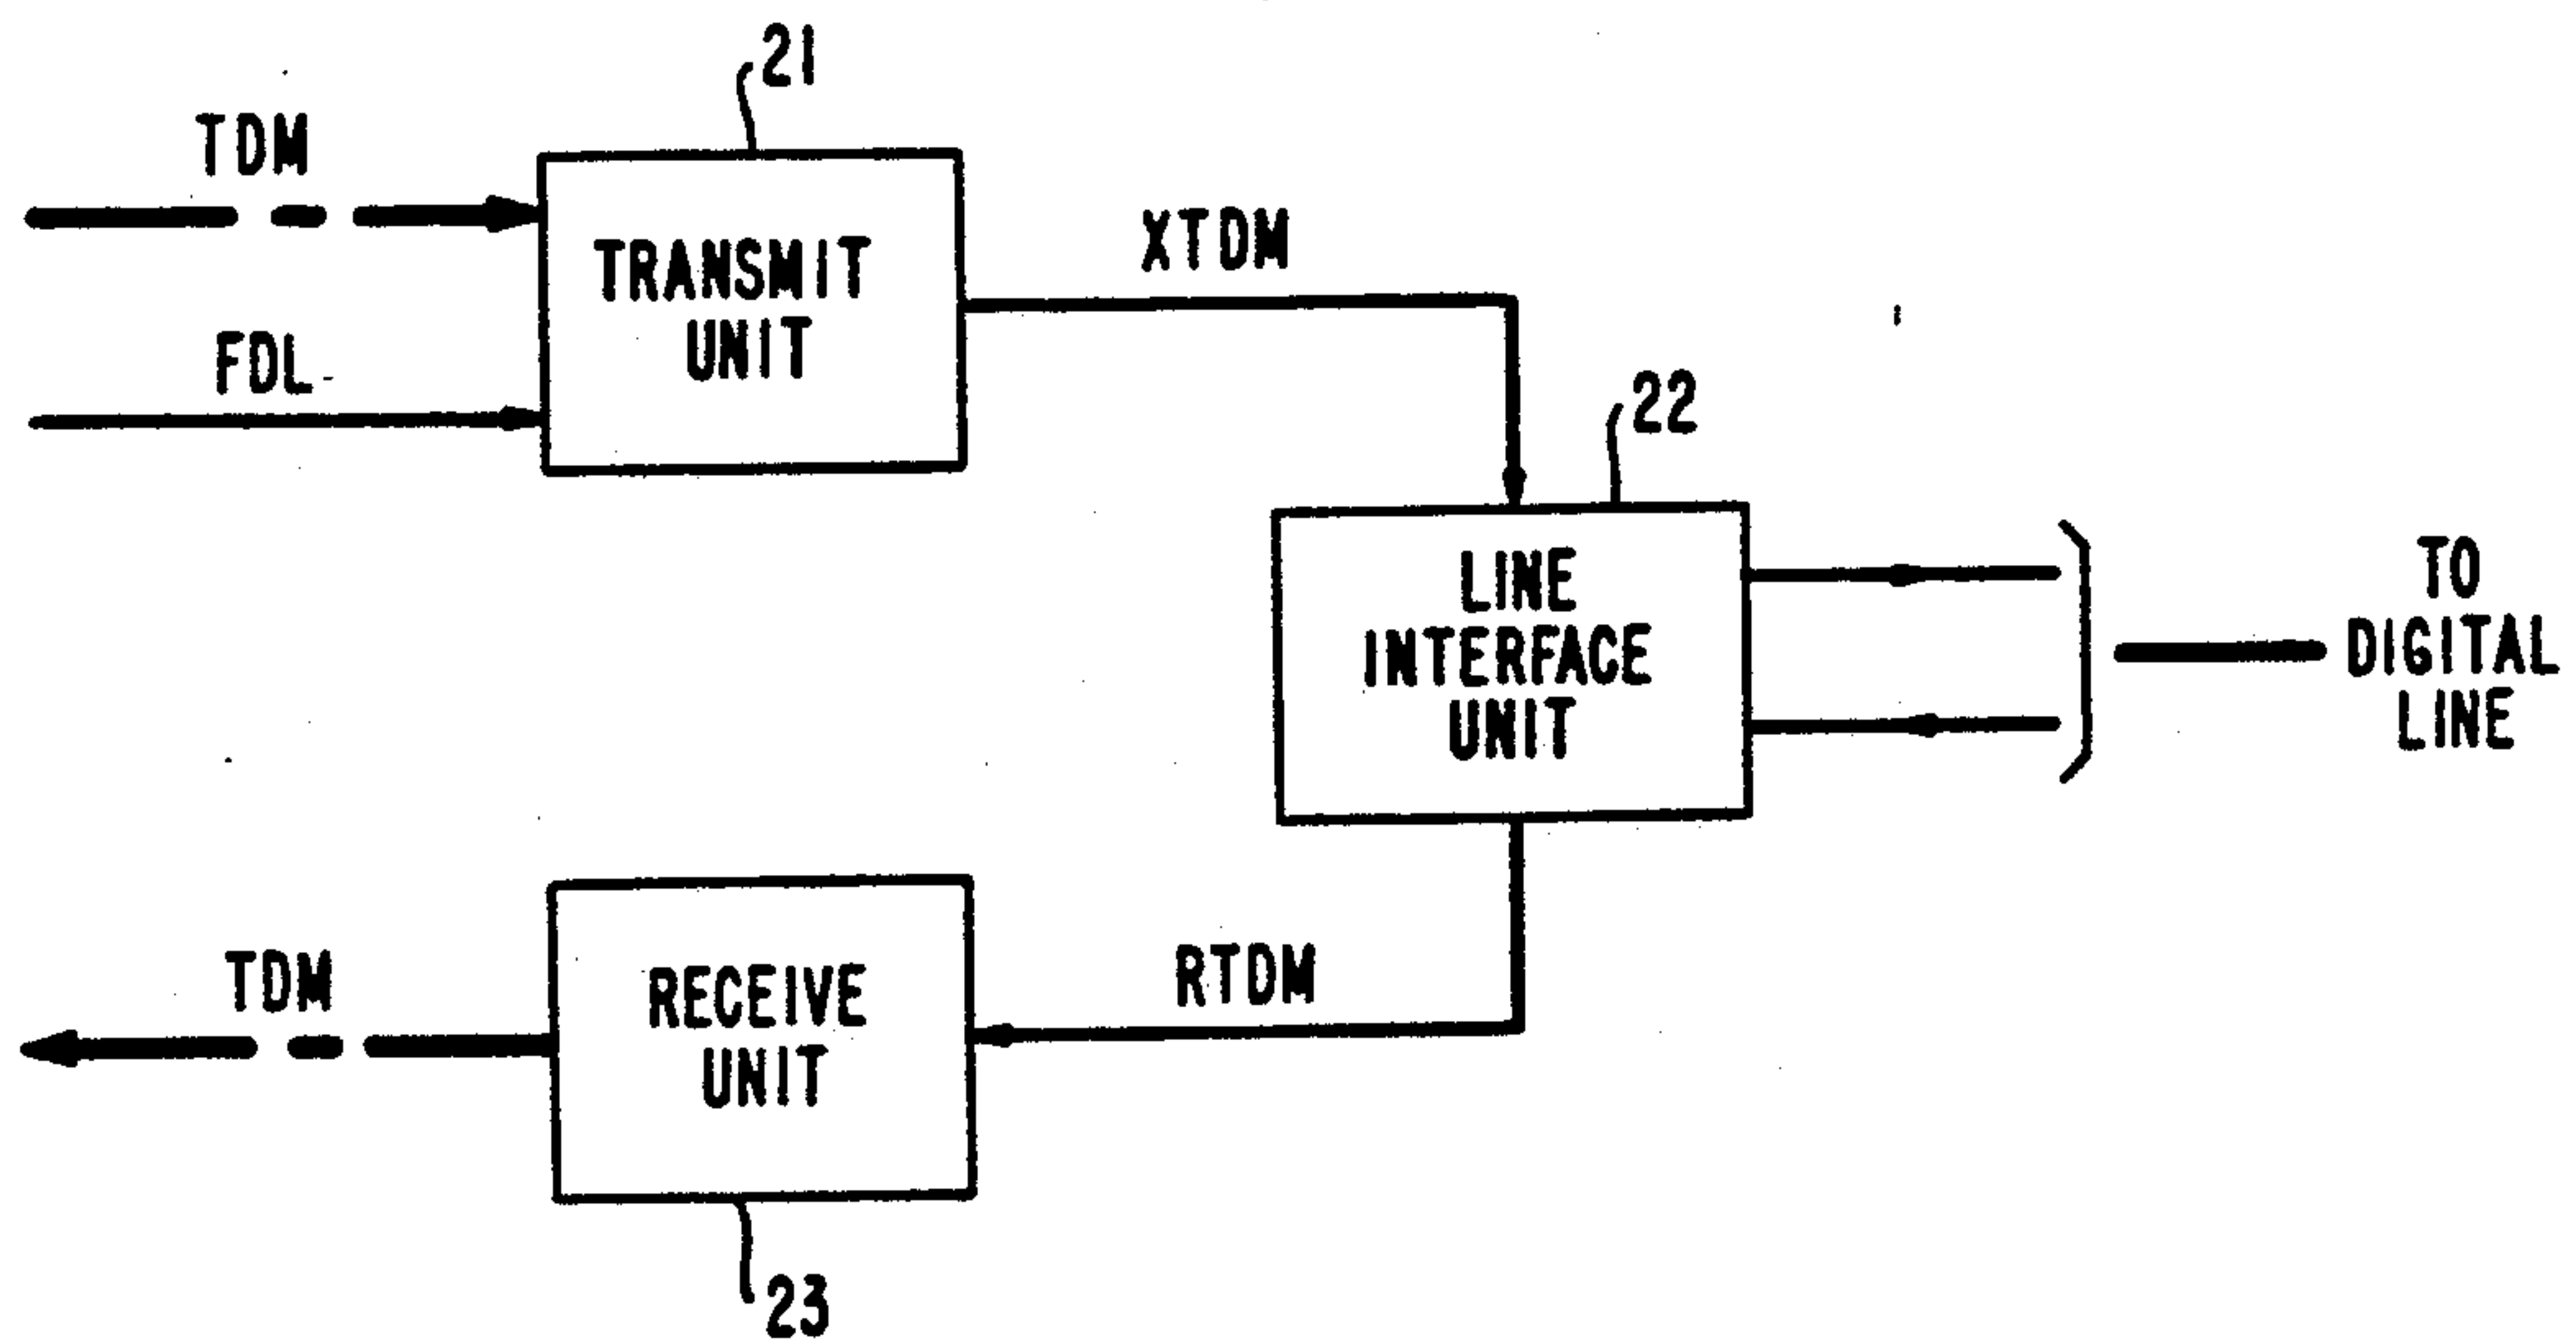 21
TDM
TRANSMIT
UNIT
XTDM
FDL
22
LINE
INTERFACE
UNIT
TO
DIGITAL
LINE
TDM
RECEIVE
UNIT
RTDM
23